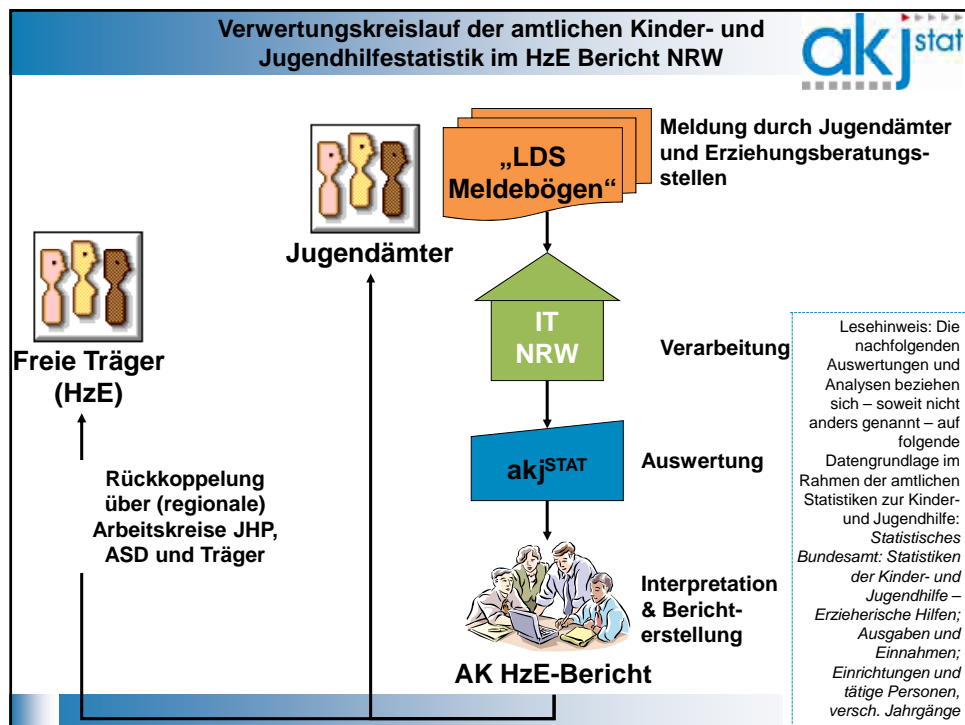 Verwertungskreislauf der amtlichen Kinder- und
Jugendhilfestatistik im HzE Bericht NRW
akj stat
„LDS
Meldebögen“
Meldung durch Jugendämter
und Erziehungsberatungs-
stellen
Jugendämter
Freie Träger
(HzE)
IT
NRW
Verarbeitung
akjSTAT
Auswertung
Rückkoppelung
über (regionale)
Arbeitskreise JHP,
ASD und Träger
Interpretation
& Bericht-
erstellung
AK HzE-Bericht
Lesehinweis: Die
nachfolgenden
Auswertungen und
Analysen beziehen
sich – soweit nicht
anders genannt – auf
folgende
Datengrundlage im
Rahmen der amtlichen
Statistiken zur Kinder-
und Jugendhilfe:
Statistisches
Bundesamt: Statistiken
der Kinder- und
Jugendhilfe –
Erzieherische Hilfen;
Ausgaben und
Einnahmen;
Einrichtungen und
tätige Personen,
versch. Jahrgänge